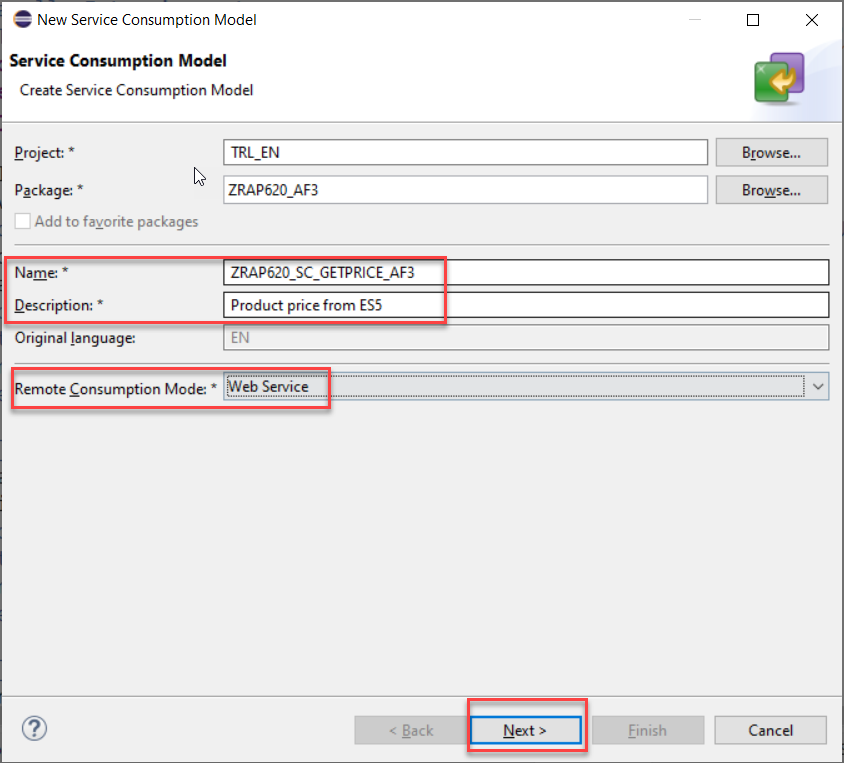 New Service Consumption Model
Service Consumption Model
Create Service Consumption Model
Project: * TRL_EN Browse...
Package: * ZRAP620_AF3 Browse...
Add to favorite packages
Name: * ZRAP620_SC_GETPRICE_AF3
Description: * Product price from ES5
Original language: EN
Remote Consumption Mode: * Web Service
? < Back Next > Finish Cancel